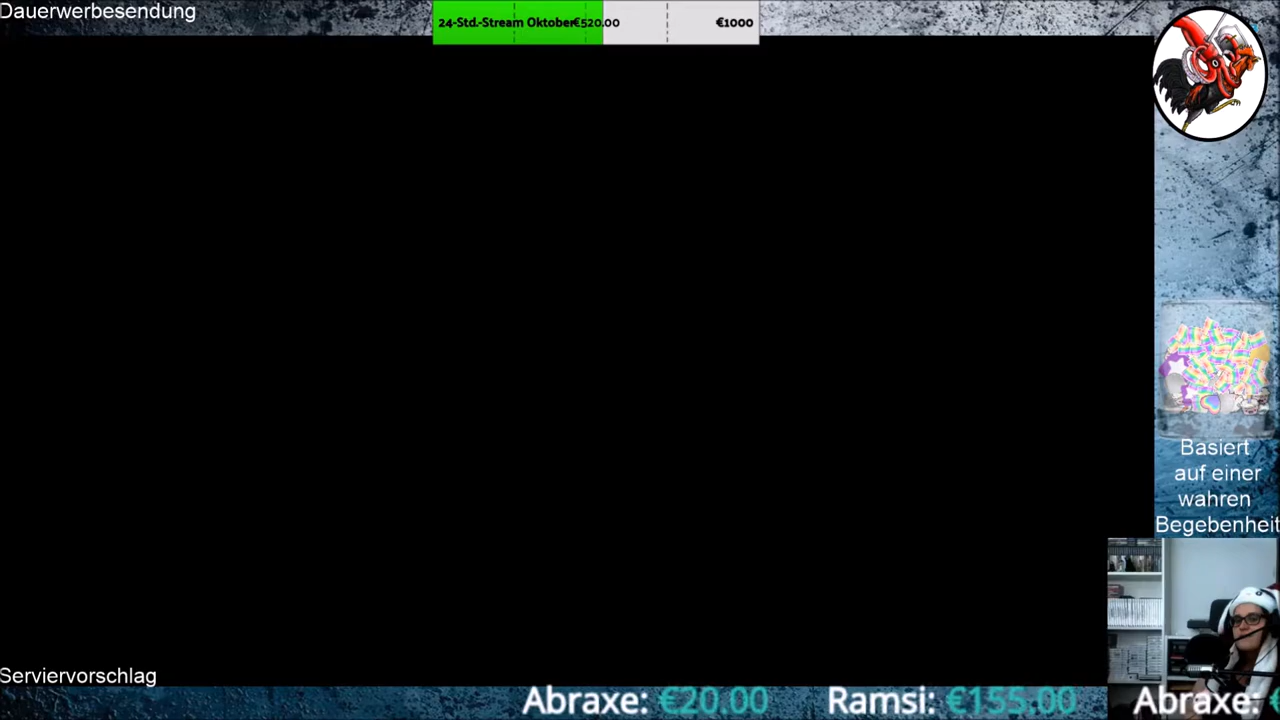 Dauerwerbesendung
24-Std.-Stream Oktober €520.00 €1000
Basiert
auf einer
wahren
Begebenheit
Serviervorschlag
Abraxe: €20.00 Ramsi: €155.00 Abraxe: €